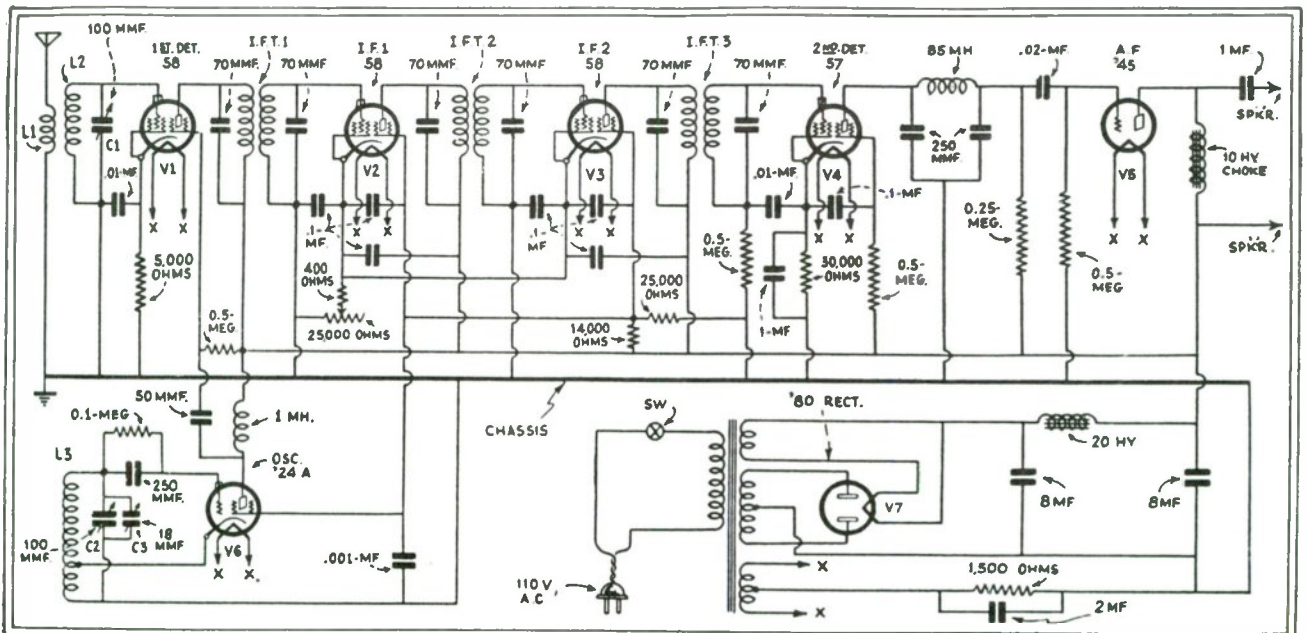 100 MMF.
L2
1 ST. DET.
58
70 MMF.
I.F.T.1
70 MMF.
I.F.1
58
70 MMF.
I.F.T.2
70 MMF.
I.F.2
58
70 MMF.
I.F.T.3
70 MMF.
2ND. DET.
57
85 MH
.02-MF.
A.F
'45
1 MF.
SPKR.
L1
C1
V1
V2
V3
V4
250
MMF.
V5
10 HY.
CHOKE
.01-MF
.1-
MF.
.1-
MF
.01-MF.
.1-MF
SPKR.
5,000
OHMS
400
OHMS
0.5-
MEG.
30,000
OHMS
0.5-
MEG.
0.25-
MEG.
0.5-
MEG
0.5-
MEG
25,000 OHMS
25,000
OHMS
14,000
OHMS
.1-MF
50 MMF.
0.1-MEG
1 MH.
CHASSIS
SW
'80 RECT.
20 HY
L3
250
MMF.
OSC.
'24 A
8 MF
8 MF
V7
100
MMF.
C2
C3
18
MMF
V6
X
X
.001-MF.
110 V.
A.C
X
X
1,500 OHMS
2 MF
X
X
X
X
X
X
X
X
X
X